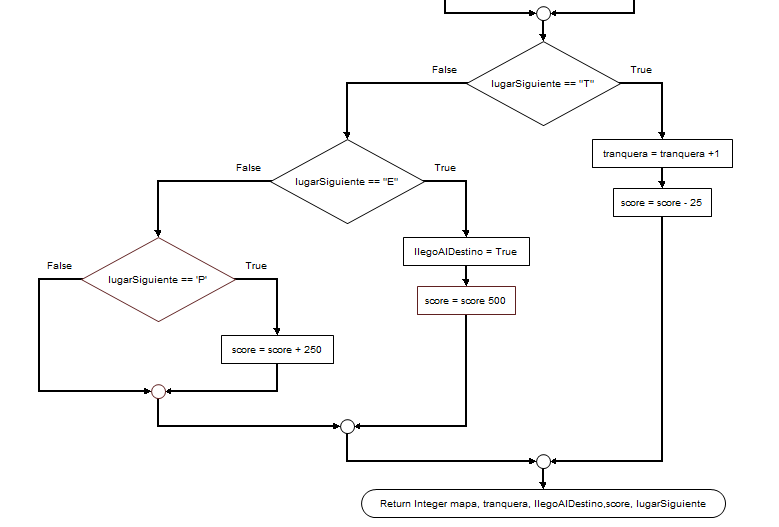 False
True
lugarSiguiente == "T"
tranquera = tranquera +1
False
True
lugarSiguiente == "E"
score = score - 25
llegoAlDestino = True
False
True
lugarSiguiente == 'P'
score = score 500
score = score + 250
Return Integer mapa, tranquera, llegoAlDestino,score, lugarSiguiente